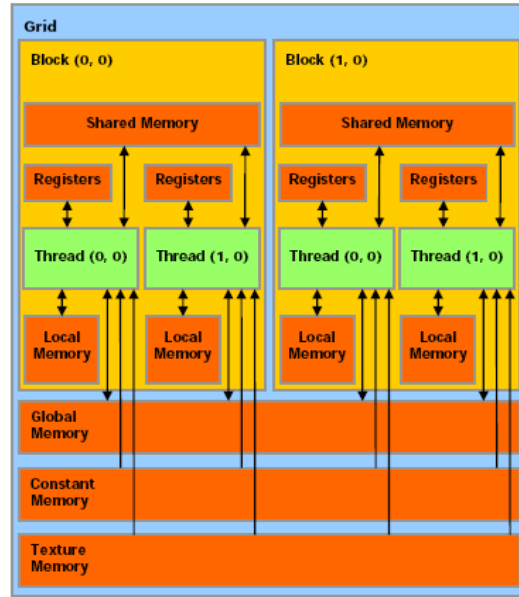 Grid
Block (0, 0)
Block (1, 0)
Shared Memory
Shared Memory
Registers
Registers
Registers
Registers
Thread (0, 0)
Thread (1, 0)
Thread (0, 0)
Thread (1, 0)
Local
Memory
Local
Memory
Local
Memory
Local
Memory
Global
Memory
Constant
Memory
Texture
Memory